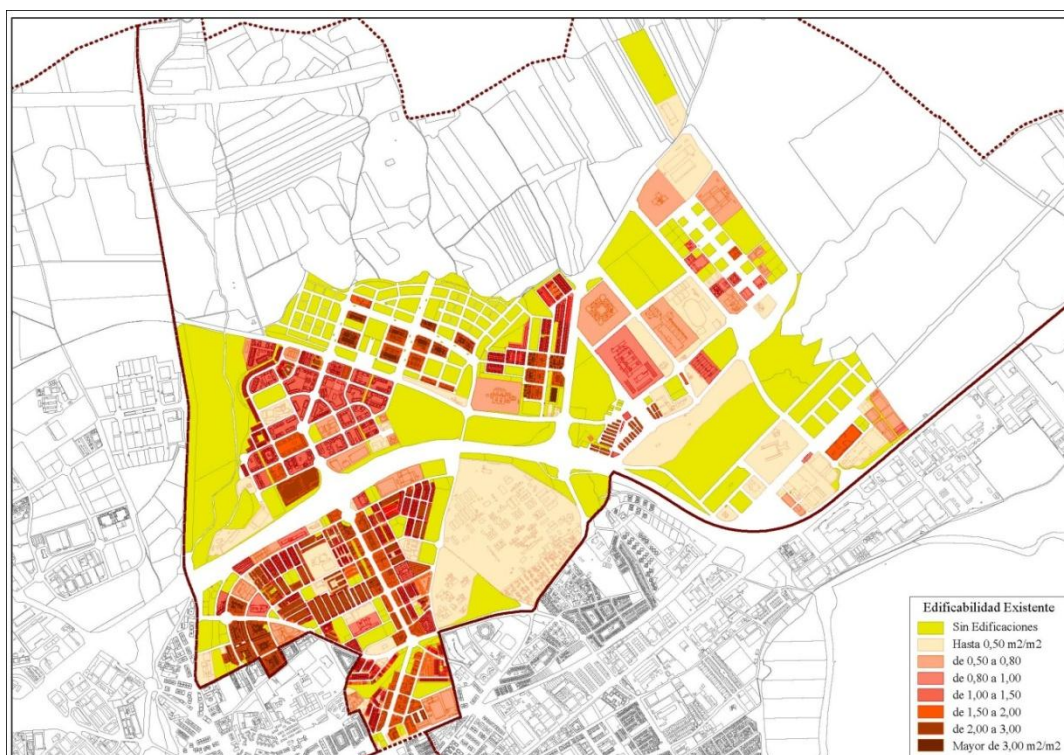 Edificabilidad Existente
Sin Edificaciones
Hasta 0,50 m2/m2
de 0,50 a 0,80
de 0,80 a 1,00
de 1,00 a 1,50
de 1,50 a 2,00
de 2,00 a 3,00
Mayor de 3,00 m2/m